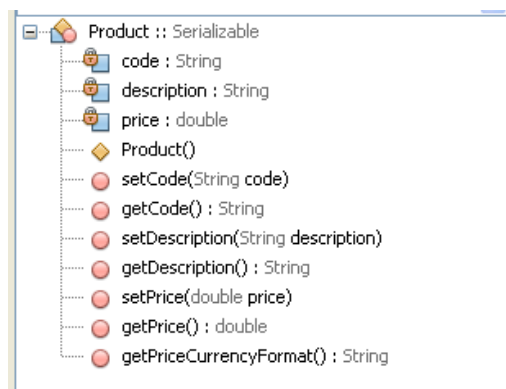 Product :: Serializable
code : String
description : String
price : double
Product()
setCode(String code)
getCode() : String
setDescription(String description)
getDescription() : String
setPrice(double price)
getPrice() : double
getPriceCurrencyFormat() : String